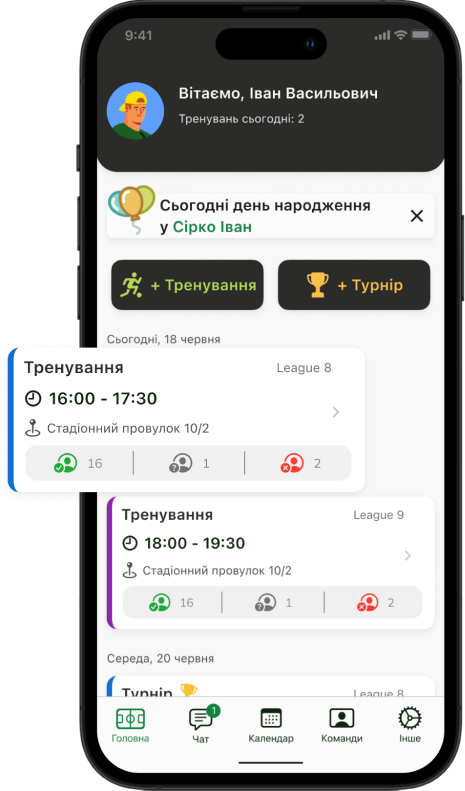 9:41
Вітаємо, Іван Васильович
Тренувань сьогодні: 2
Сьогодні день народження
у Сірко Іван
+ Тренування
+ Турнір
Сьогодні, 18 червня
Тренування League 8
16:00 - 17:30
Стадіонний провулок 10/2
16 1 2
Тренування League 9
18:00 - 19:30
Стадіонний провулок 10/2
16 1 2
Середа, 20 червня
Турнір League 8
1
Головна Чат Календар Команди Інше